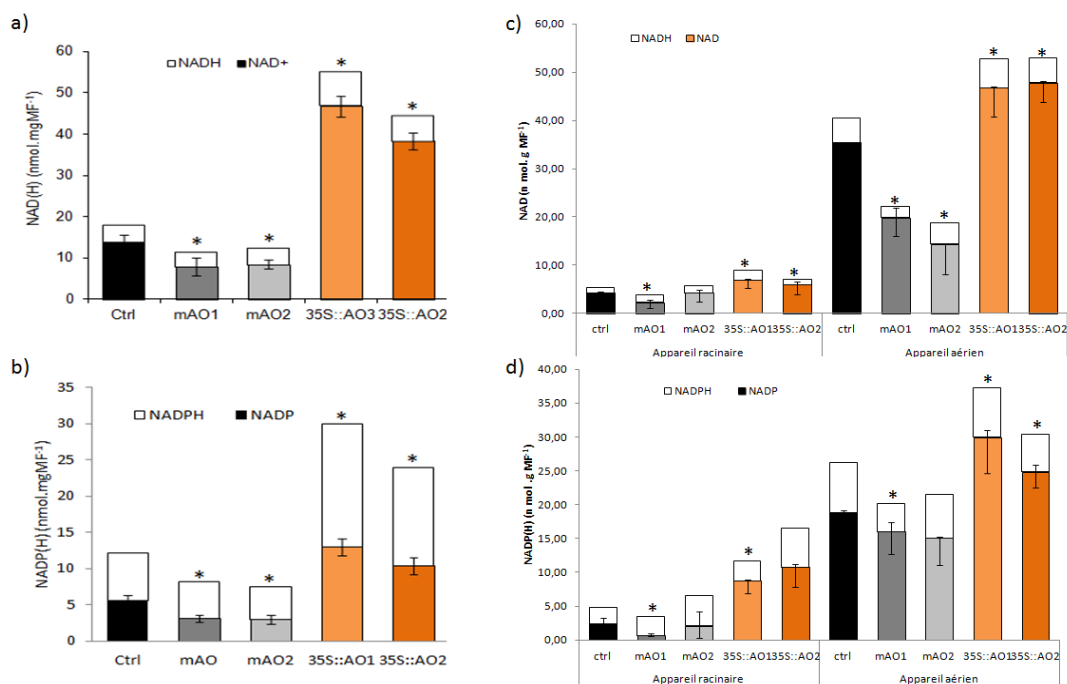 a)
NAD(H) (nmol.mgMF⁻¹)
60
50
40
30
20
10
0
NADH NAD+
* * * *
Ctrl mAO1 mAO2 35S::AO3 35S::AO2
b)
NADP(H) (nmol.mgMF⁻¹)
35
30
25
20
15
10
5
0
NADPH NADP
* * * *
Ctrl mAO mAO2 35S::AO1 35S::AO2
c)
NAD (n mol. g MF¹)
60,00
50,00
40,00
30,00
20,00
10,00
0,00
NADH NAD
* * * * * * *
ctrl mAO1 mAO2 35S::AO1 35S::AO2 ctrl mAO1 mAO2 35S::AO1 35S::AO2
Appareil racinaire Appareil aérien
d)
NADP(H) (n mol .g MF¹)
40,00
35,00
30,00
25,00
20,00
15,00
10,00
5,00
0,00
NADPH NADP
* * * * *
ctrl mAO1 mAO2 35S::AO1 35S::AO2 ctrl mAO1 mAO2 35S::AO1 35S::AO2
Appareil racinaire Appareil aérien